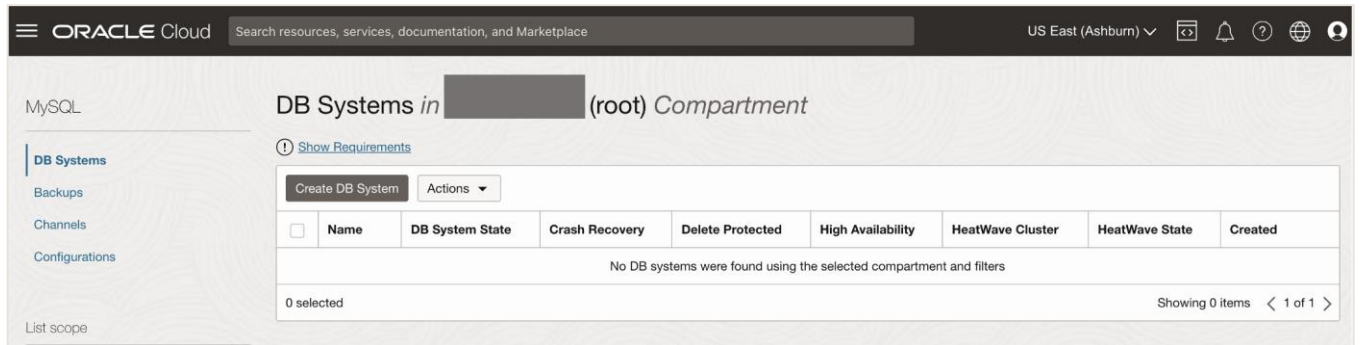 ORACLE Cloud
Search resources, services, documentation, and Marketplace
US East (Ashburn)
MySQL
DB Systems
Backups
Channels
Configurations
List scope
DB Systems in (root) Compartment
Show Requirements
Create DB System Actions
Name DB System State Crash Recovery Delete Protected High Availability HeatWave Cluster HeatWave State Created
No DB systems were found using the selected compartment and filters
0 selected Showing 0 items < 1 of 1 >